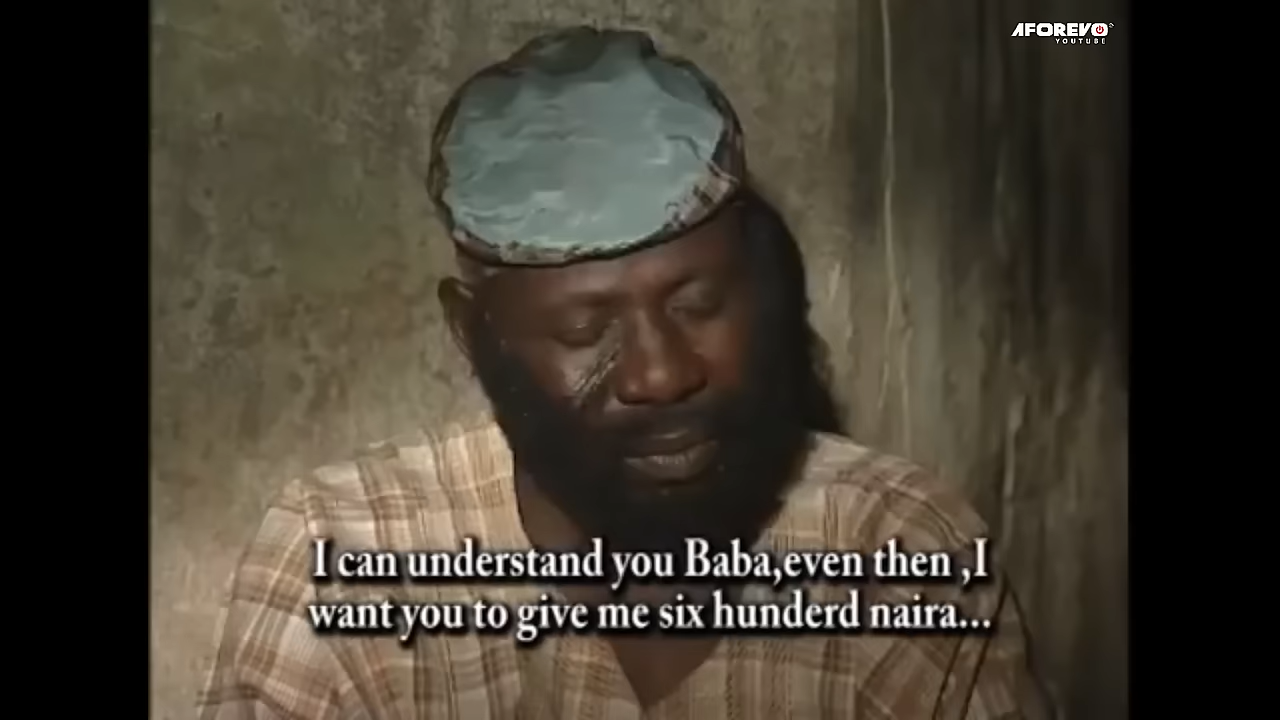 AFOREVO
YOUTUBE
I can understand you Baba,even then ,I
want you to give me six hunderd naira...